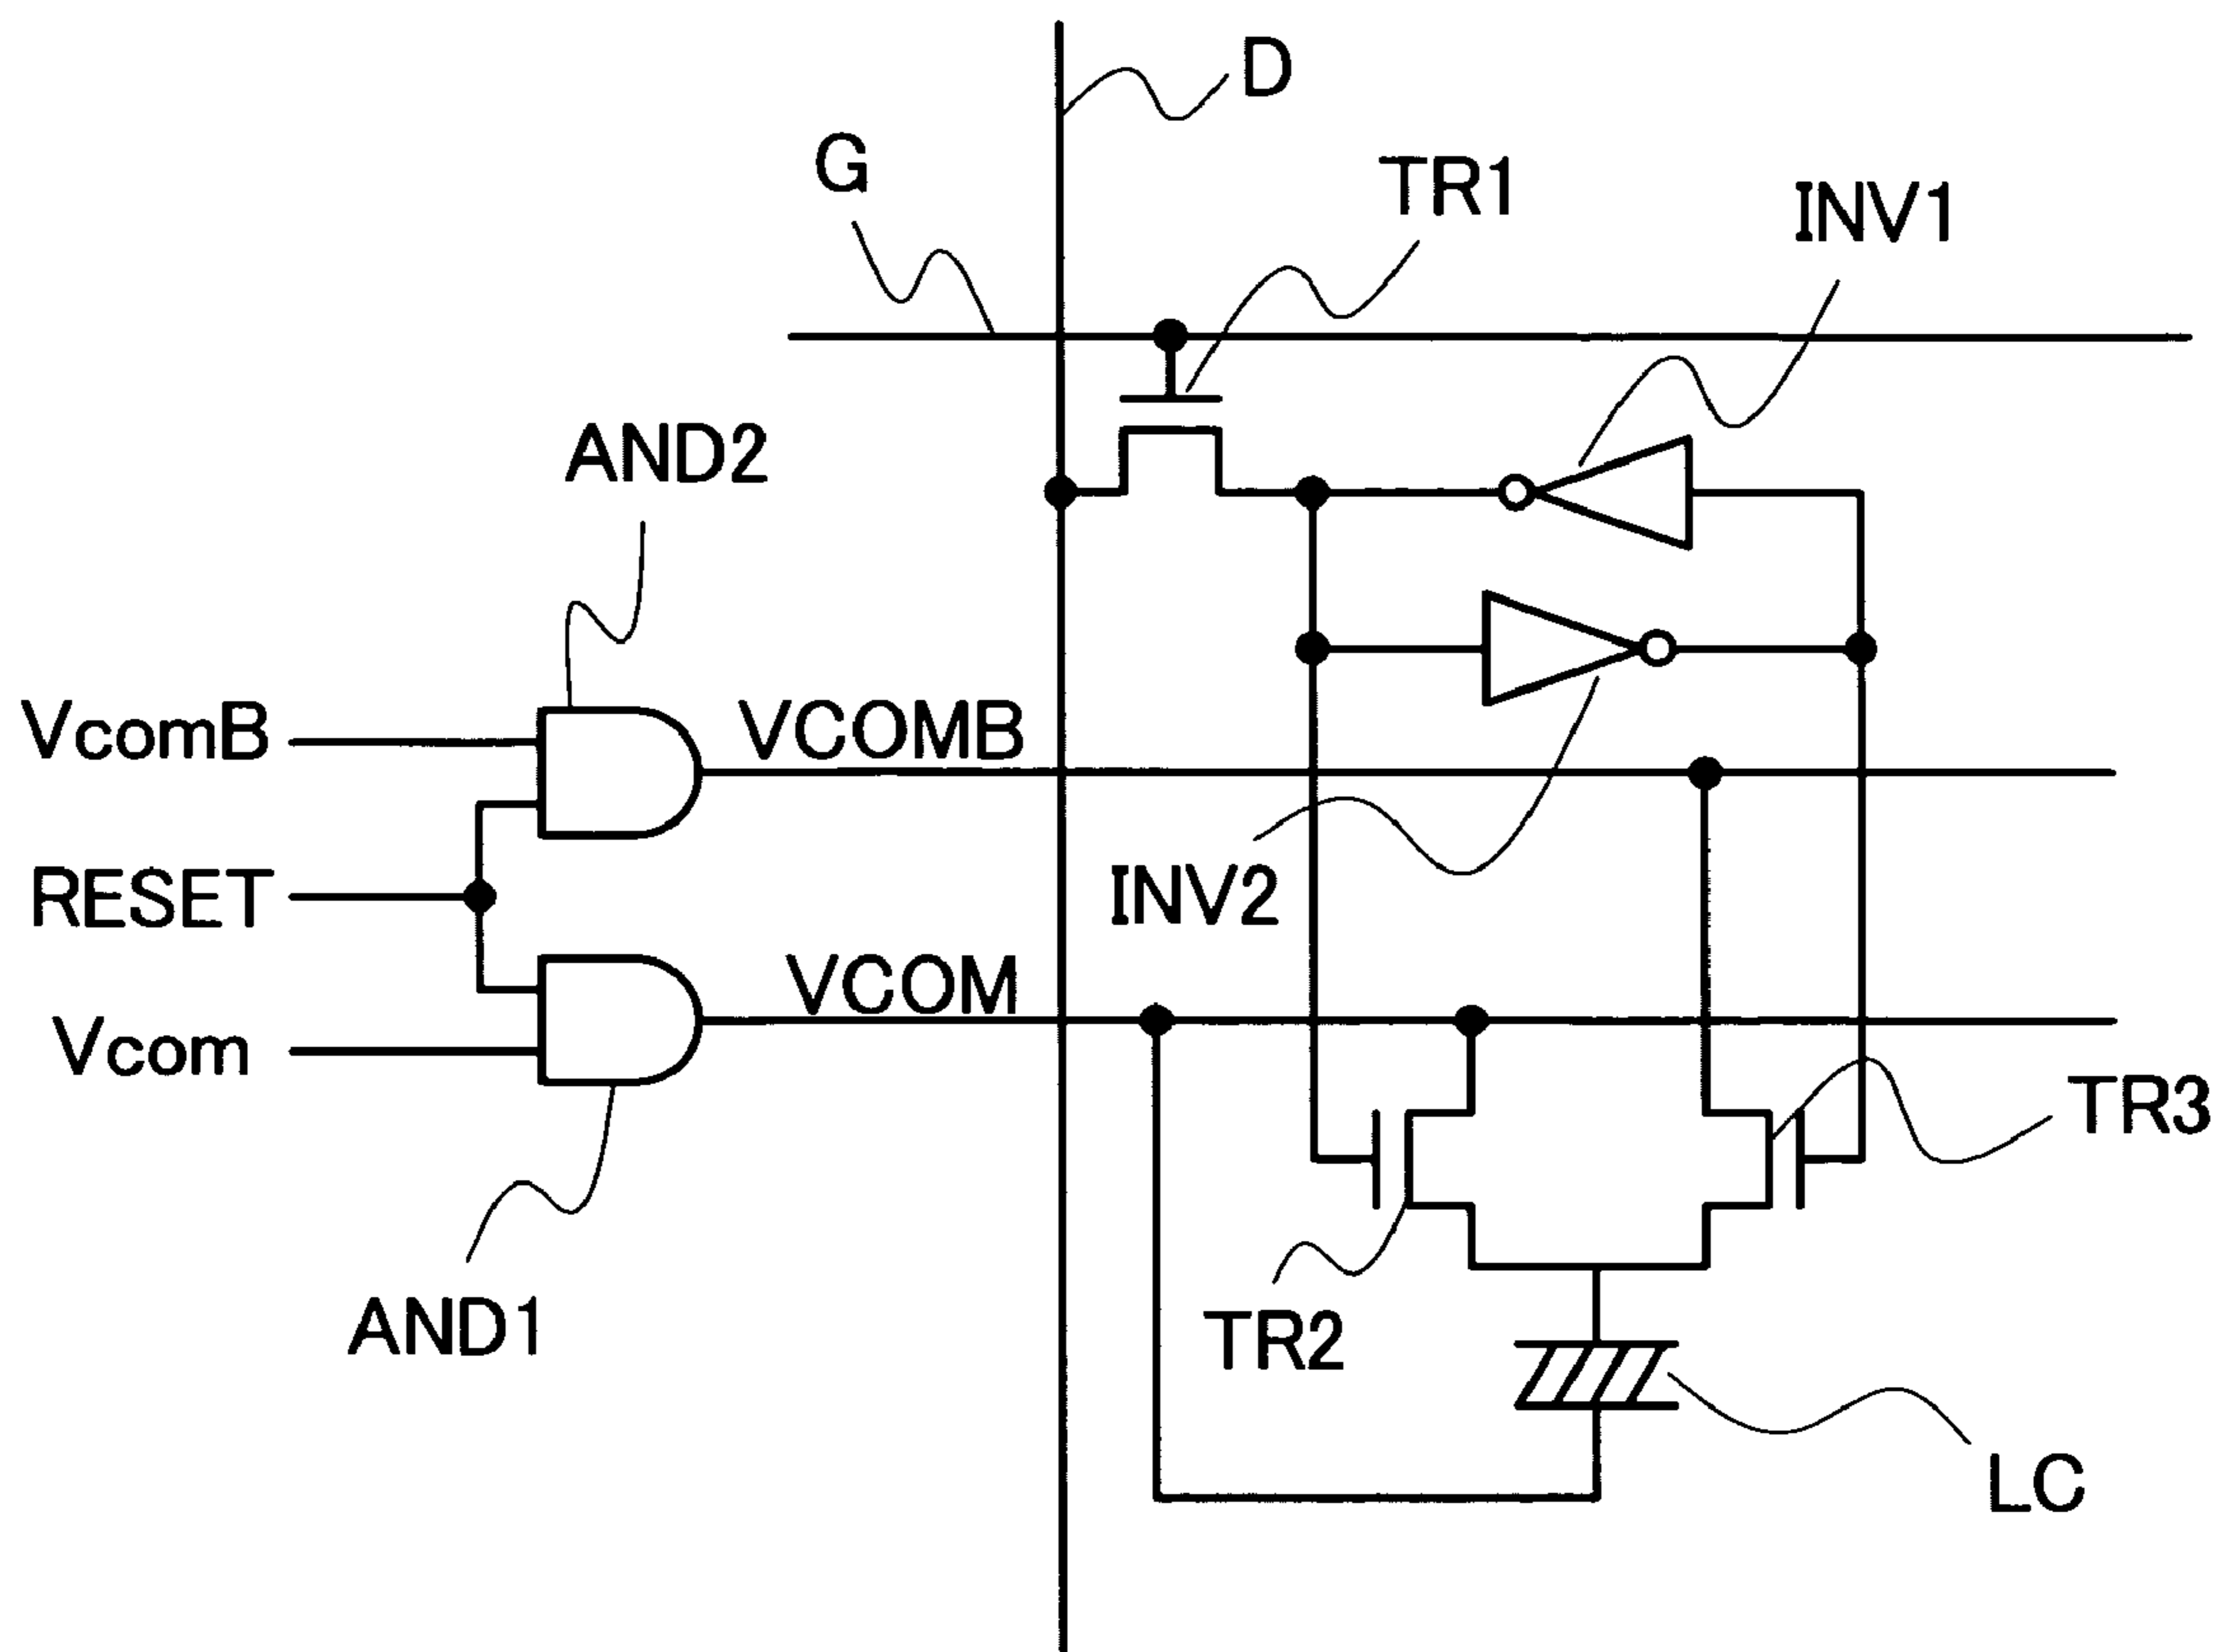 D
G
TR1
INV1
AND2
VcomB
VCOMB
RESET
INV2
VCOM
Vcom
TR3
AND1
TR2
LC